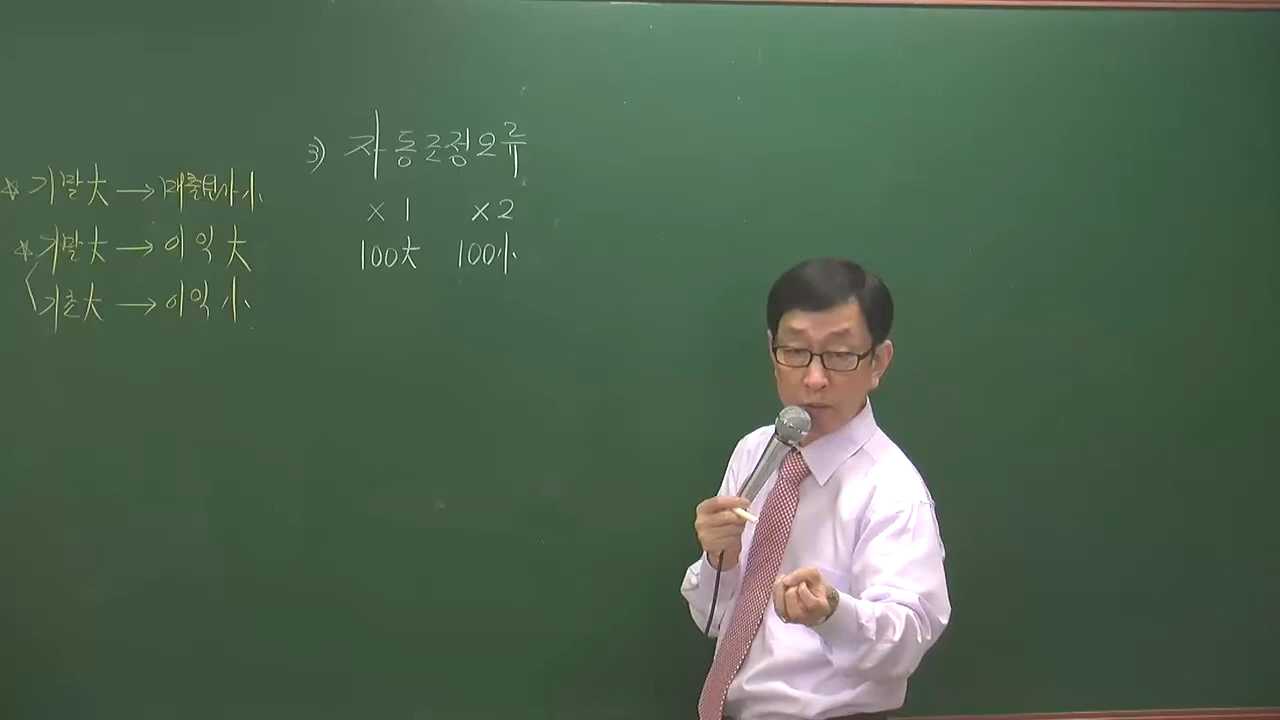 ☆ 기말大 → 매출원가小
☆ 기말大 → 이익 大
기초大 → 이익 小
3) 자동조정오류
×1 ×2
100大 100小